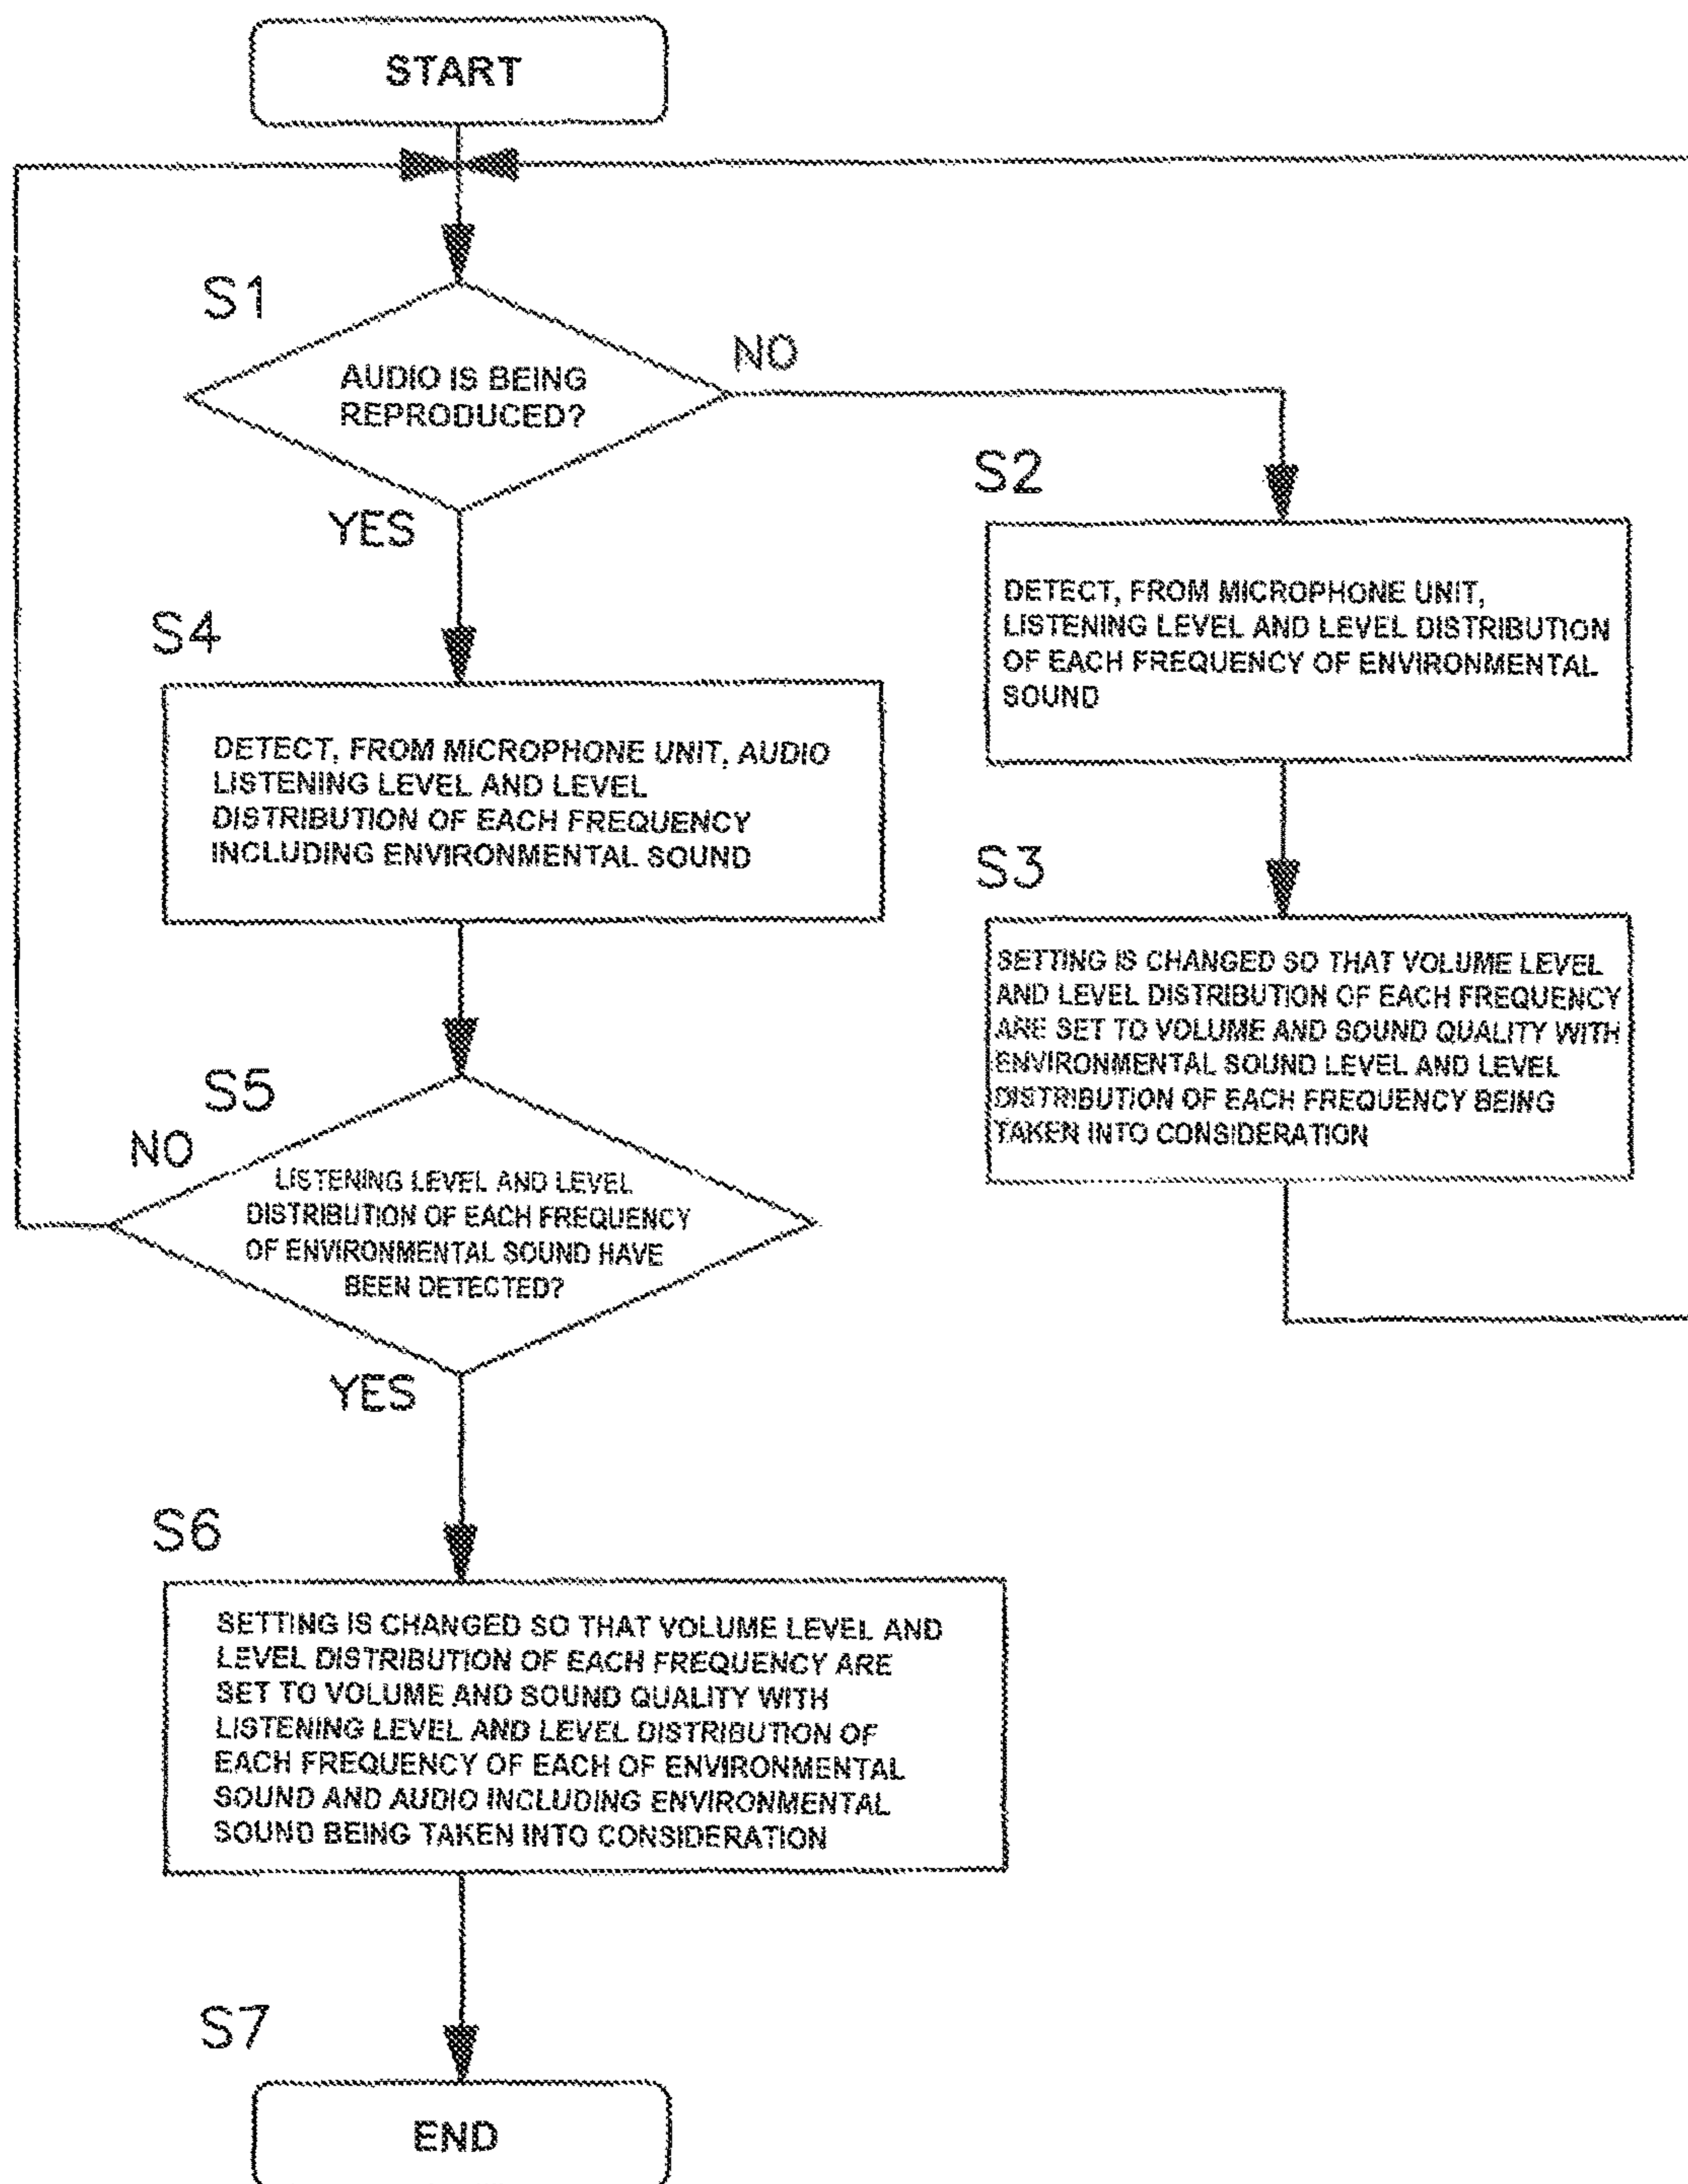 START
S1
AUDIO IS BEING
REPRODUCED?
NO
YES
S2
DETECT, FROM MICROPHONE UNIT,
LISTENING LEVEL AND LEVEL DISTRIBUTION
OF EACH FREQUENCY OF ENVIRONMENTAL
SOUND
S4
DETECT, FROM MICROPHONE UNIT, AUDIO
LISTENING LEVEL AND LEVEL
DISTRIBUTION OF EACH FREQUENCY
INCLUDING ENVIRONMENTAL SOUND
S3
SETTING IS CHANGED SO THAT VOLUME LEVEL
AND LEVEL DISTRIBUTION OF EACH FREQUENCY
ARE SET TO VOLUME AND SOUND QUALITY WITH
ENVIRONMENTAL SOUND LEVEL AND LEVEL
DISTRIBUTION OF EACH FREQUENCY BEING
TAKEN INTO CONSIDERATION
S5
NO
LISTENING LEVEL AND LEVEL
DISTRIBUTION OF EACH FREQUENCY
OF ENVIRONMENTAL SOUND HAVE
BEEN DETECTED?
YES
S6
SETTING IS CHANGED SO THAT VOLUME LEVEL AND
LEVEL DISTRIBUTION OF EACH FREQUENCY ARE
SET TO VOLUME AND SOUND QUALITY WITH
LISTENING LEVEL AND LEVEL DISTRIBUTION OF
EACH FREQUENCY OF EACH OF ENVIRONMENTAL
SOUND AND AUDIO INCLUDING ENVIRONMENTAL
SOUND BEING TAKEN INTO CONSIDERATION
S7
END